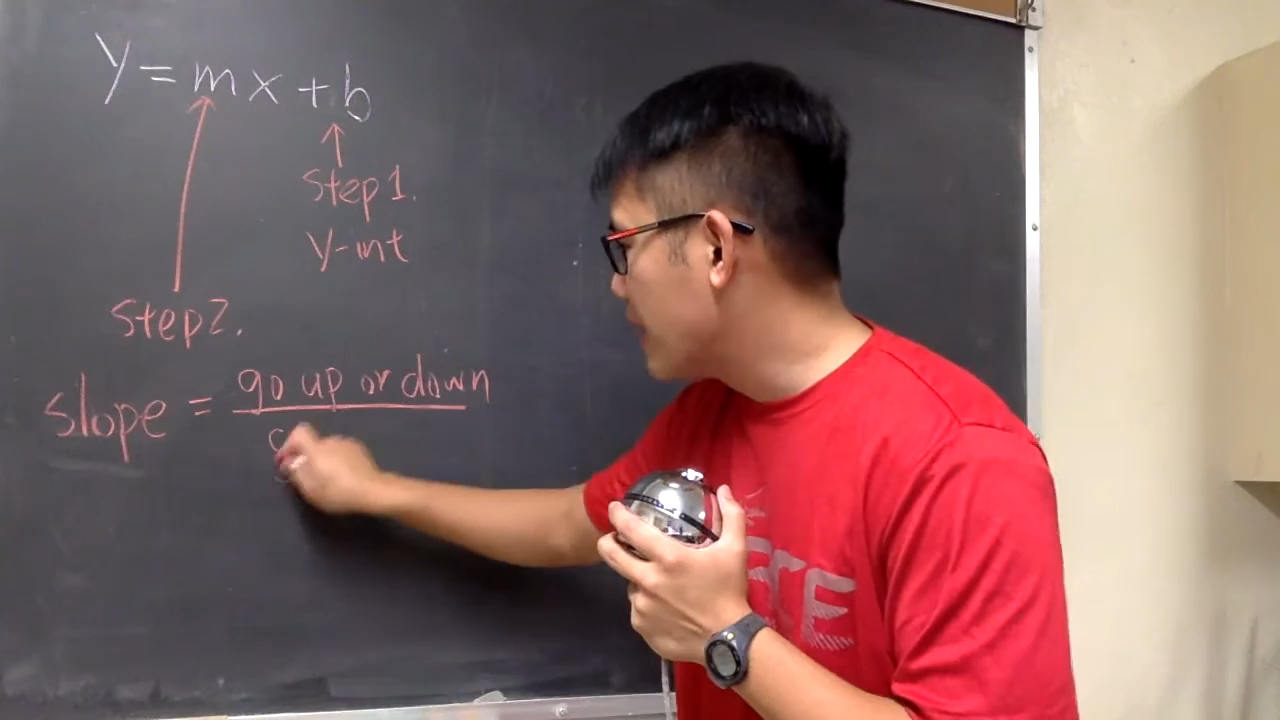 y = mx + b
Step 1.
y-int
Step 2.
slope = go up or down